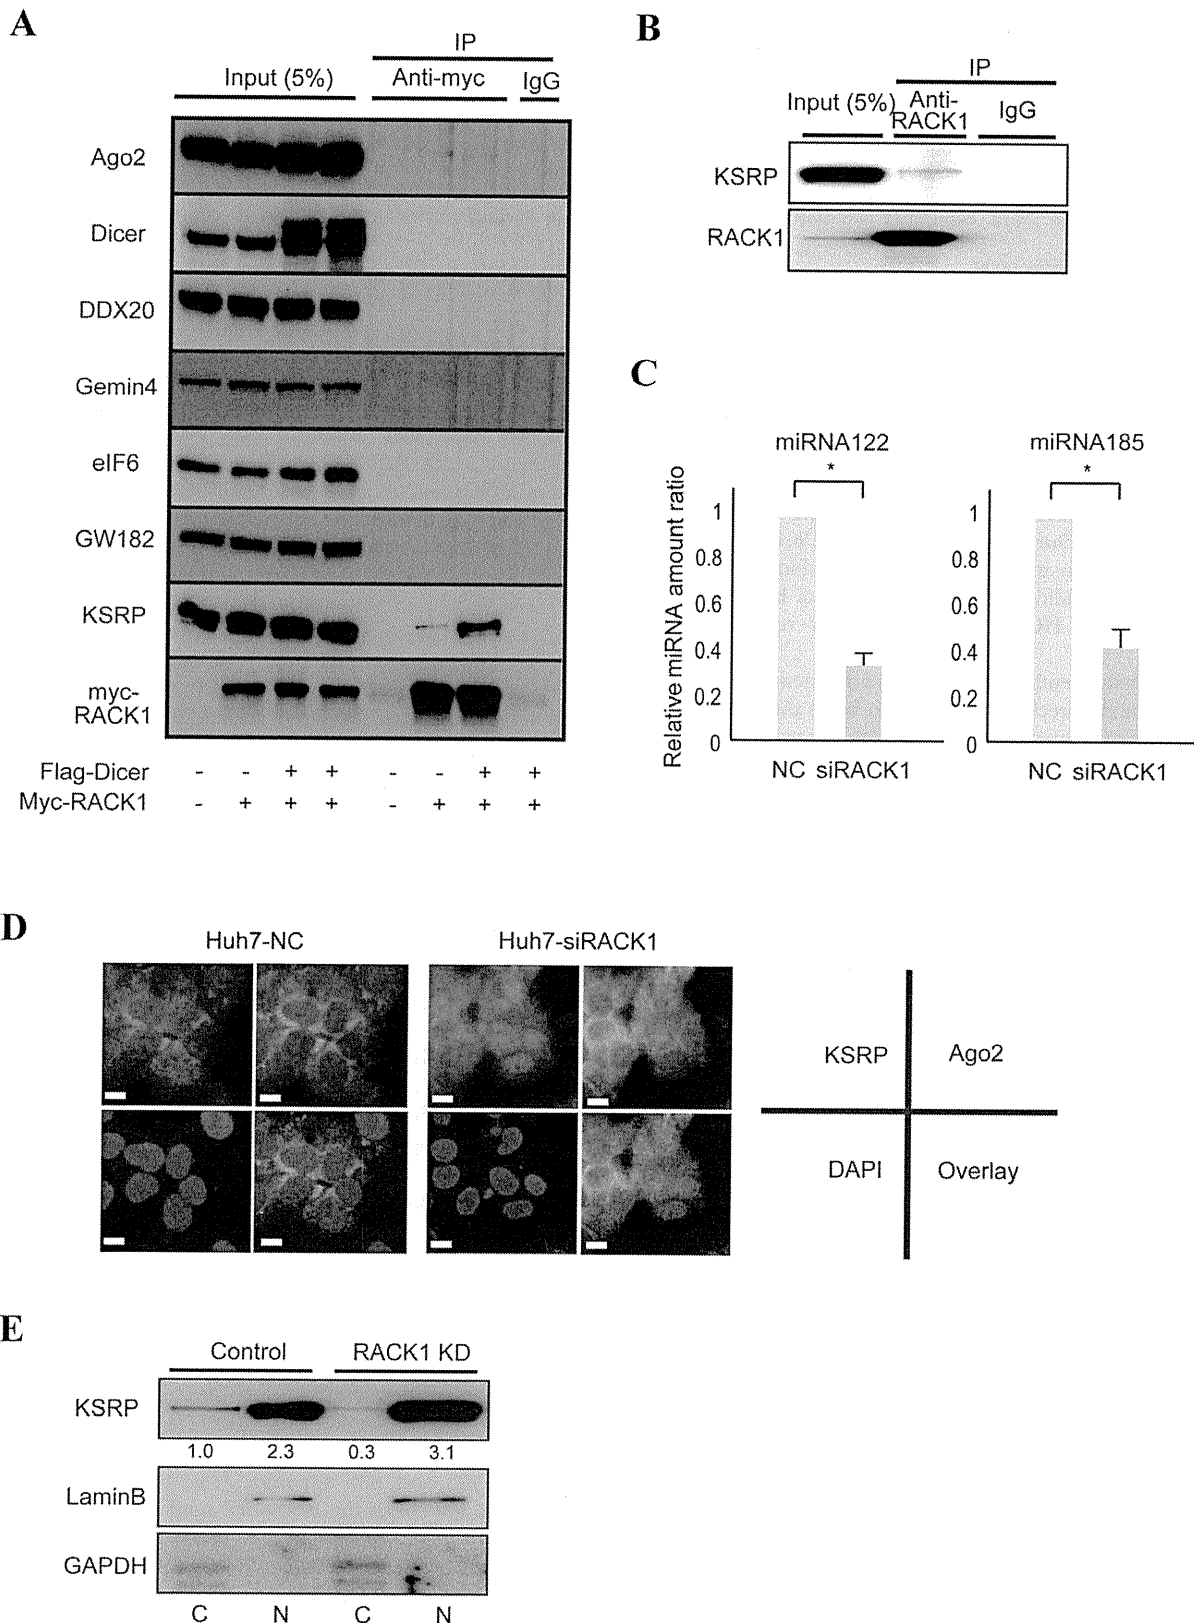 A
IP
Input (5%)
Anti-myc
IgG
Ago2
Dicer
DDX20
Gemin4
eIF6
GW182
KSRP
myc-
RACK1
Flag-Dicer - - + + - - + +
Myc-RACK1 - + + + - + + +
B
IP
Input (5%)
Anti-
RACK1
IgG
KSRP
RACK1
C
miRNA122
*
Relative miRNA amount ratio
1
0.8
0.6
0.4
0.2
0
NC siRACK1
miRNA185
*
1
0.8
0.6
0.4
0.2
0
NC siRACK1
D
Huh7-NC
Huh7-siRACK1
KSRP
Ago2
DAPI
Overlay
E
Control
RACK1 KD
KSRP
1.0 2.3 0.3 3.1
LaminB
GAPDH
C N C N